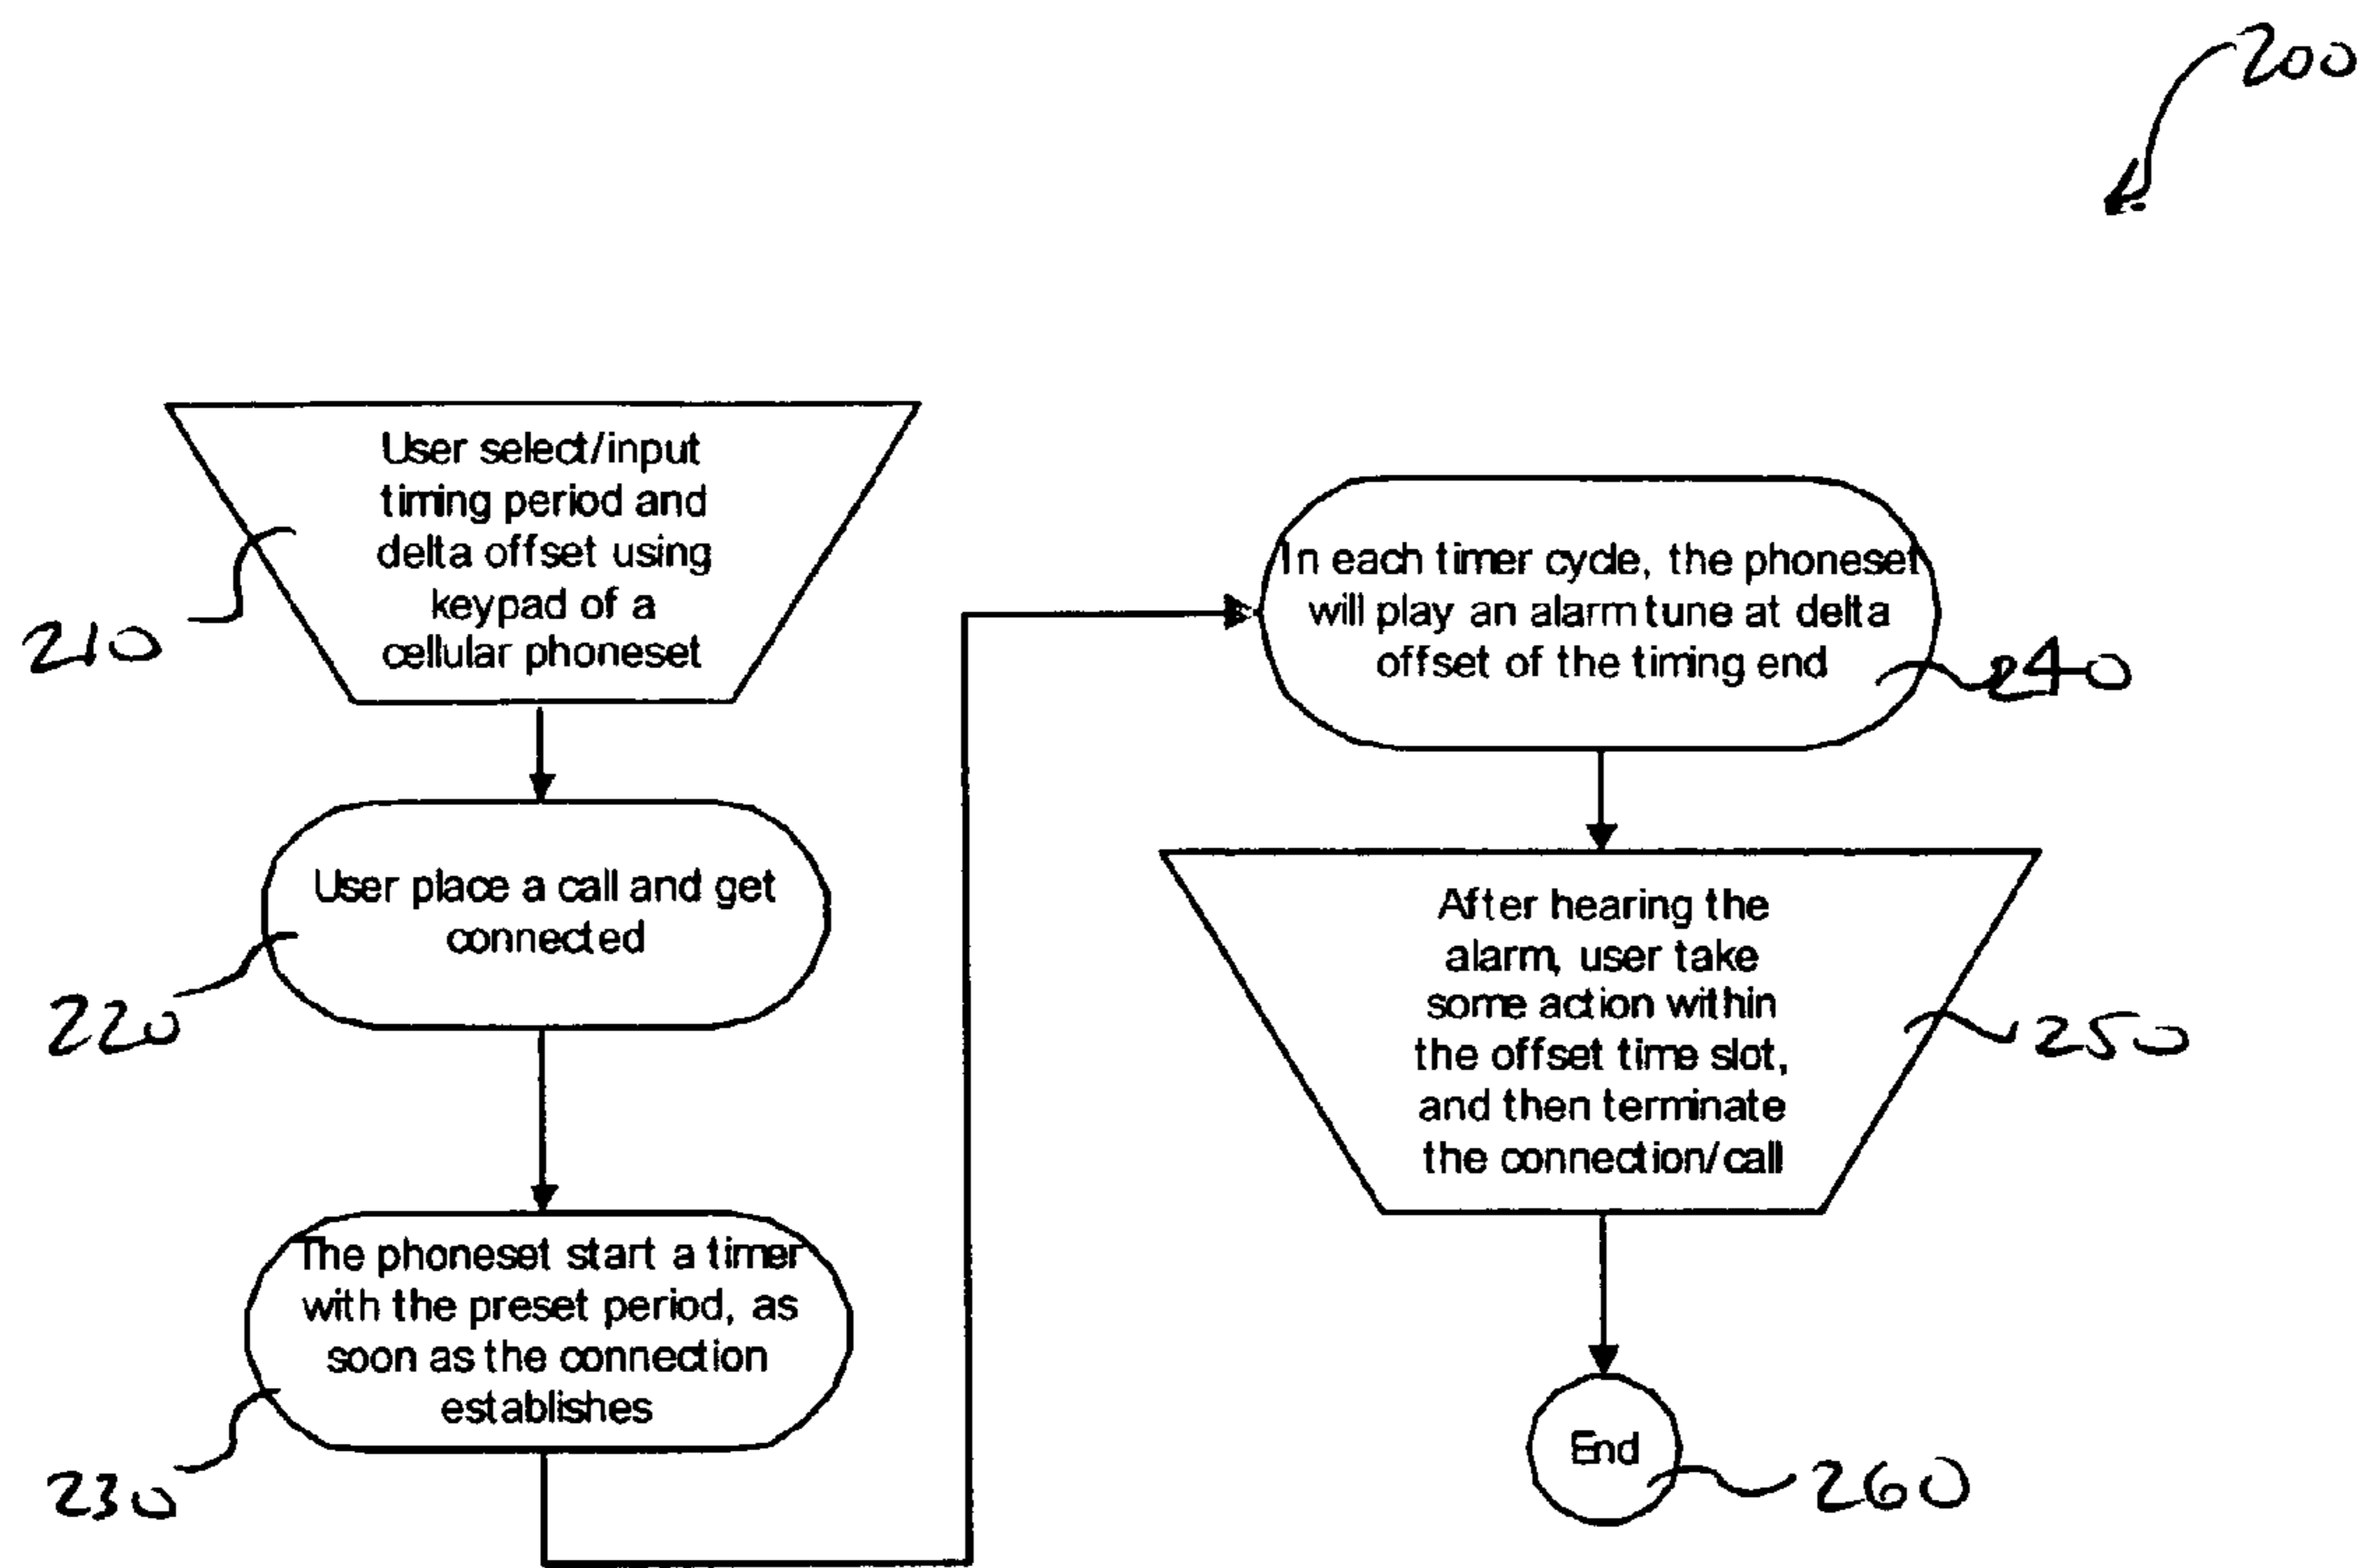 200
User select/input
timing period and
delta offset using
keypad of a
cellular phoneset
210
User place a call and get
connected
220
The phoneset start a timer
with the preset period, as
soon as the connection
establishes
230
In each timer cycle, the phoneset
will play an alarm tune at delta
offset of the timing end
240
After hearing the
alarm, user take
some action within
the offset time slot,
and then terminate
the connection/call
250
End
260